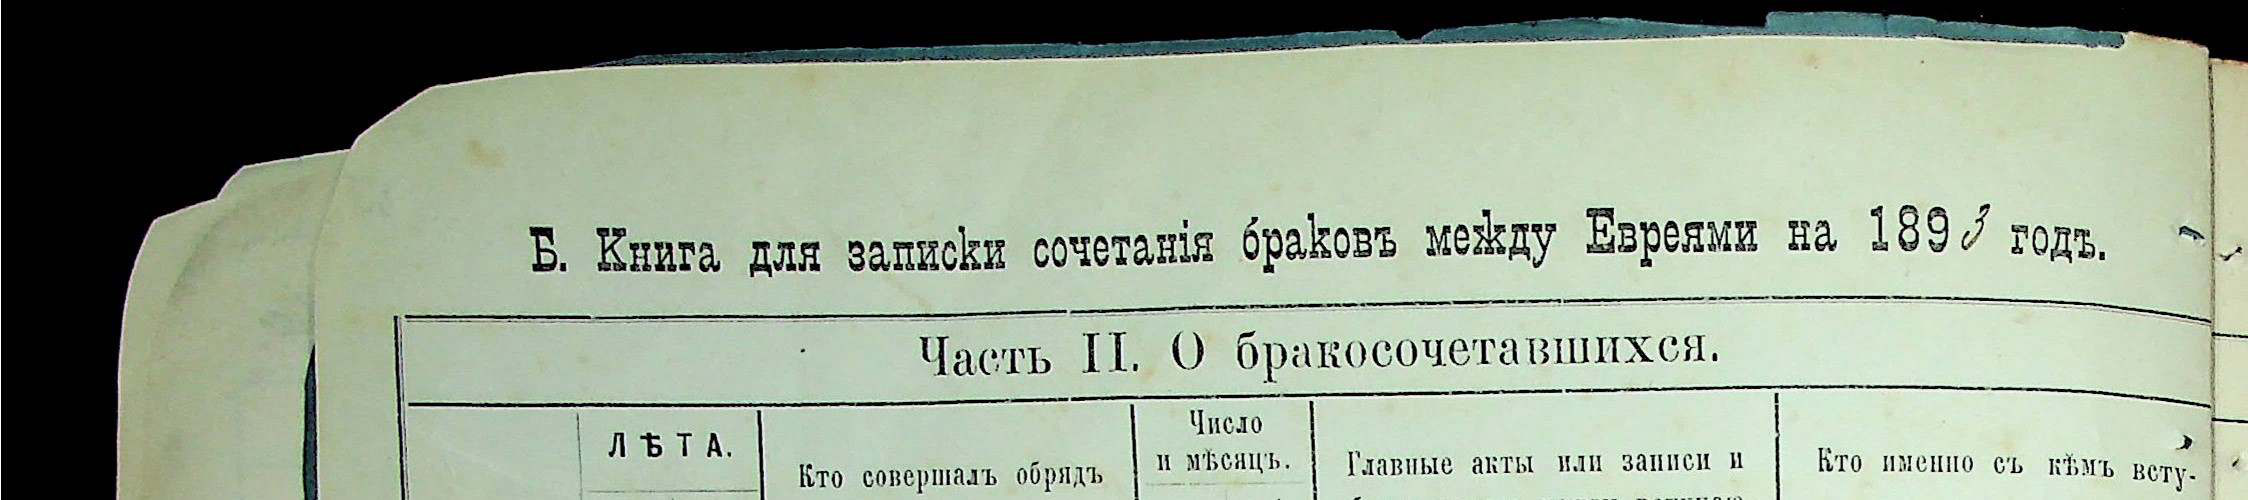 Б. Книга для записки сочетанія браковъ между Евреями на 1893 годъ.
Часть II. О бракосочетавшихся.
ЛѢТА.
Кто совершалъ обрядъ
Число
и мѣсяцъ.
Главные акты или записи и
Кто именно съ кѣмъ всту-